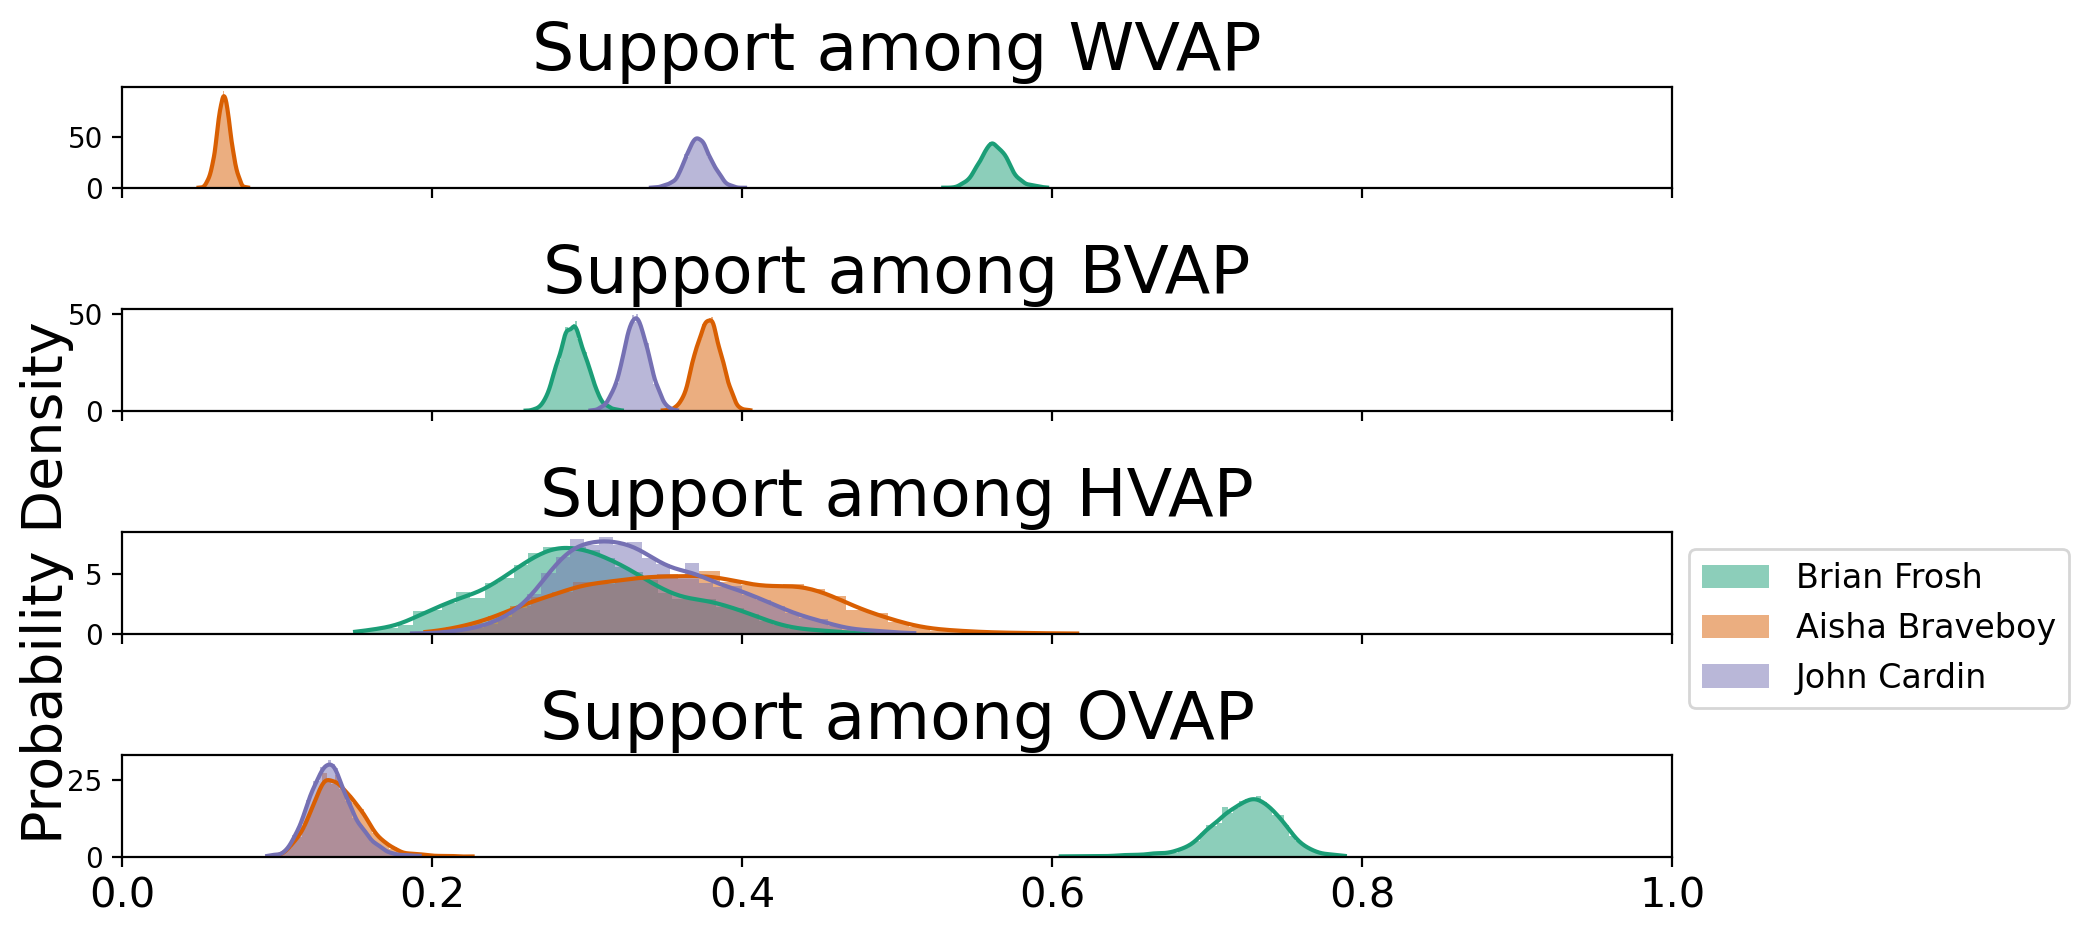 Support among WVAP
50
0
Support among BVAP
50
0
Probability Density
Support among HVAP
5
0
Brian Frosh
Aisha Braveboy
John Cardin
Support among OVAP
25
0
0.0 0.2 0.4 0.6 0.8 1.0